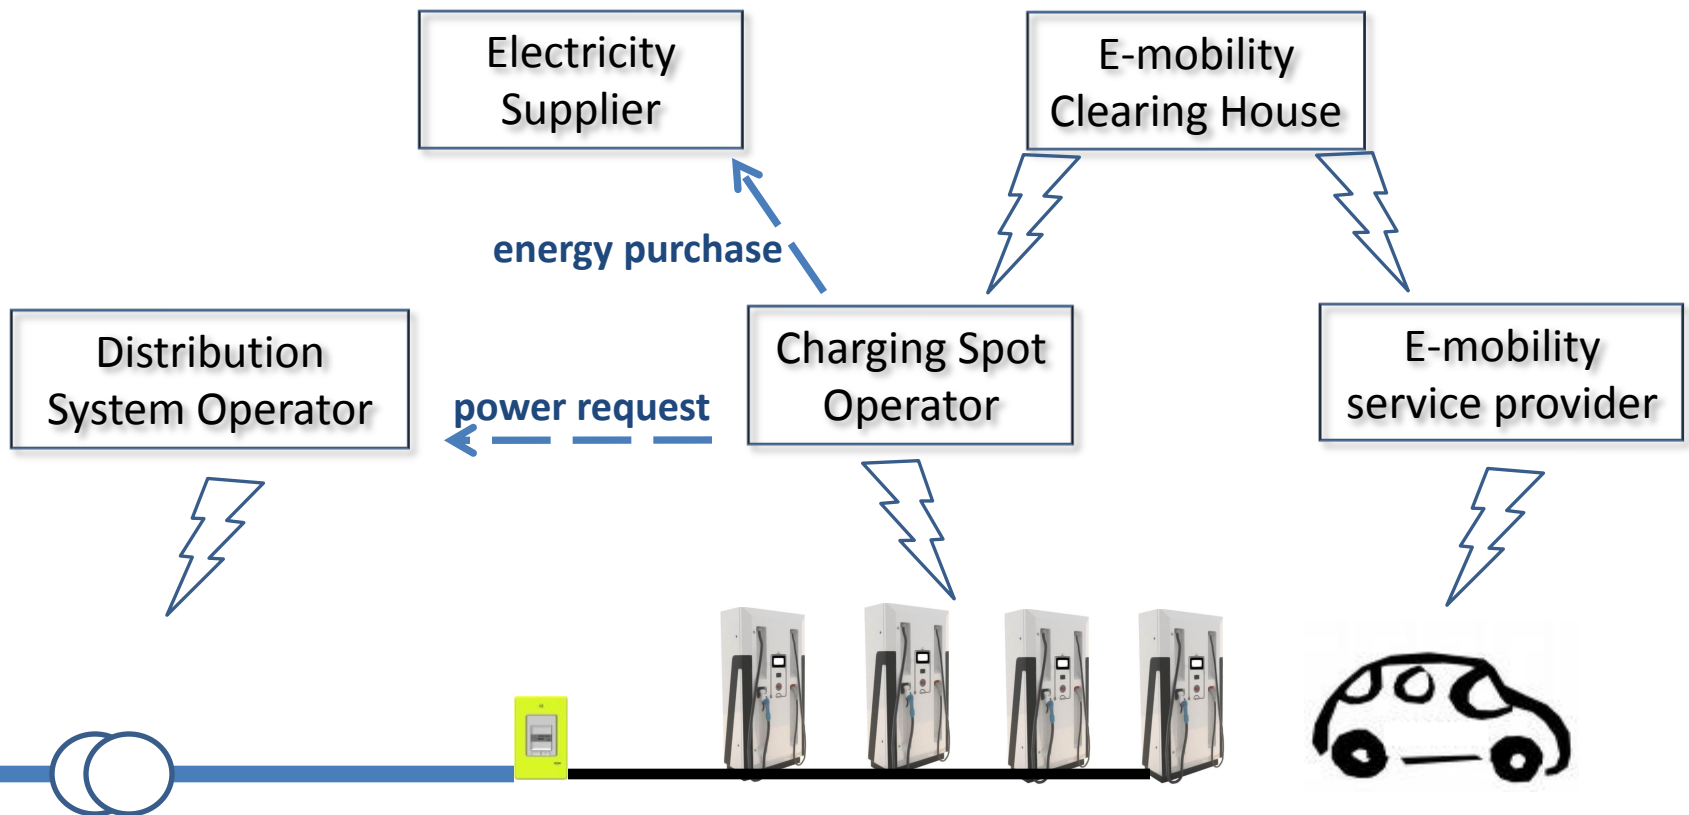 Electricity
Supplier
E-mobility
Clearing House
energy purchase
Distribution
System Operator
power request
Charging Spot
Operator
E-mobility
service provider